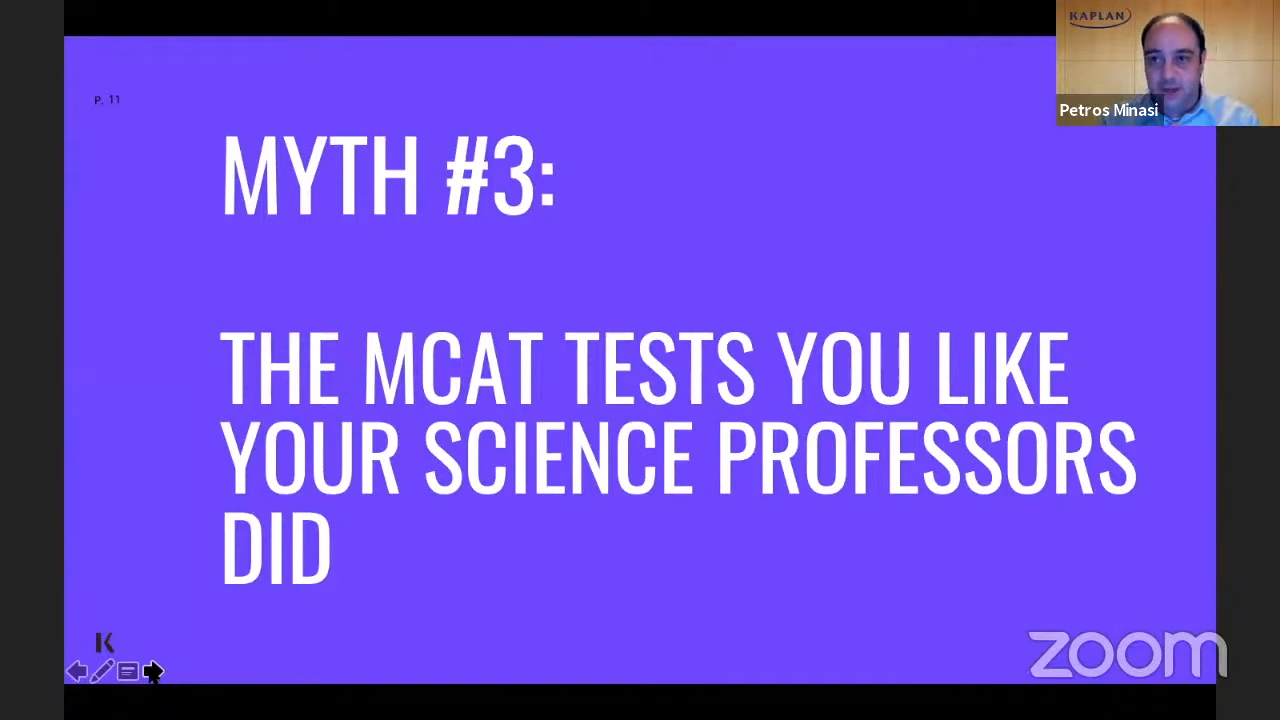 KAPLAN
Petros Minasi
P. 11
MYTH #3:
THE MCAT TESTS YOU LIKE
YOUR SCIENCE PROFESSORS
DID
K
zoom